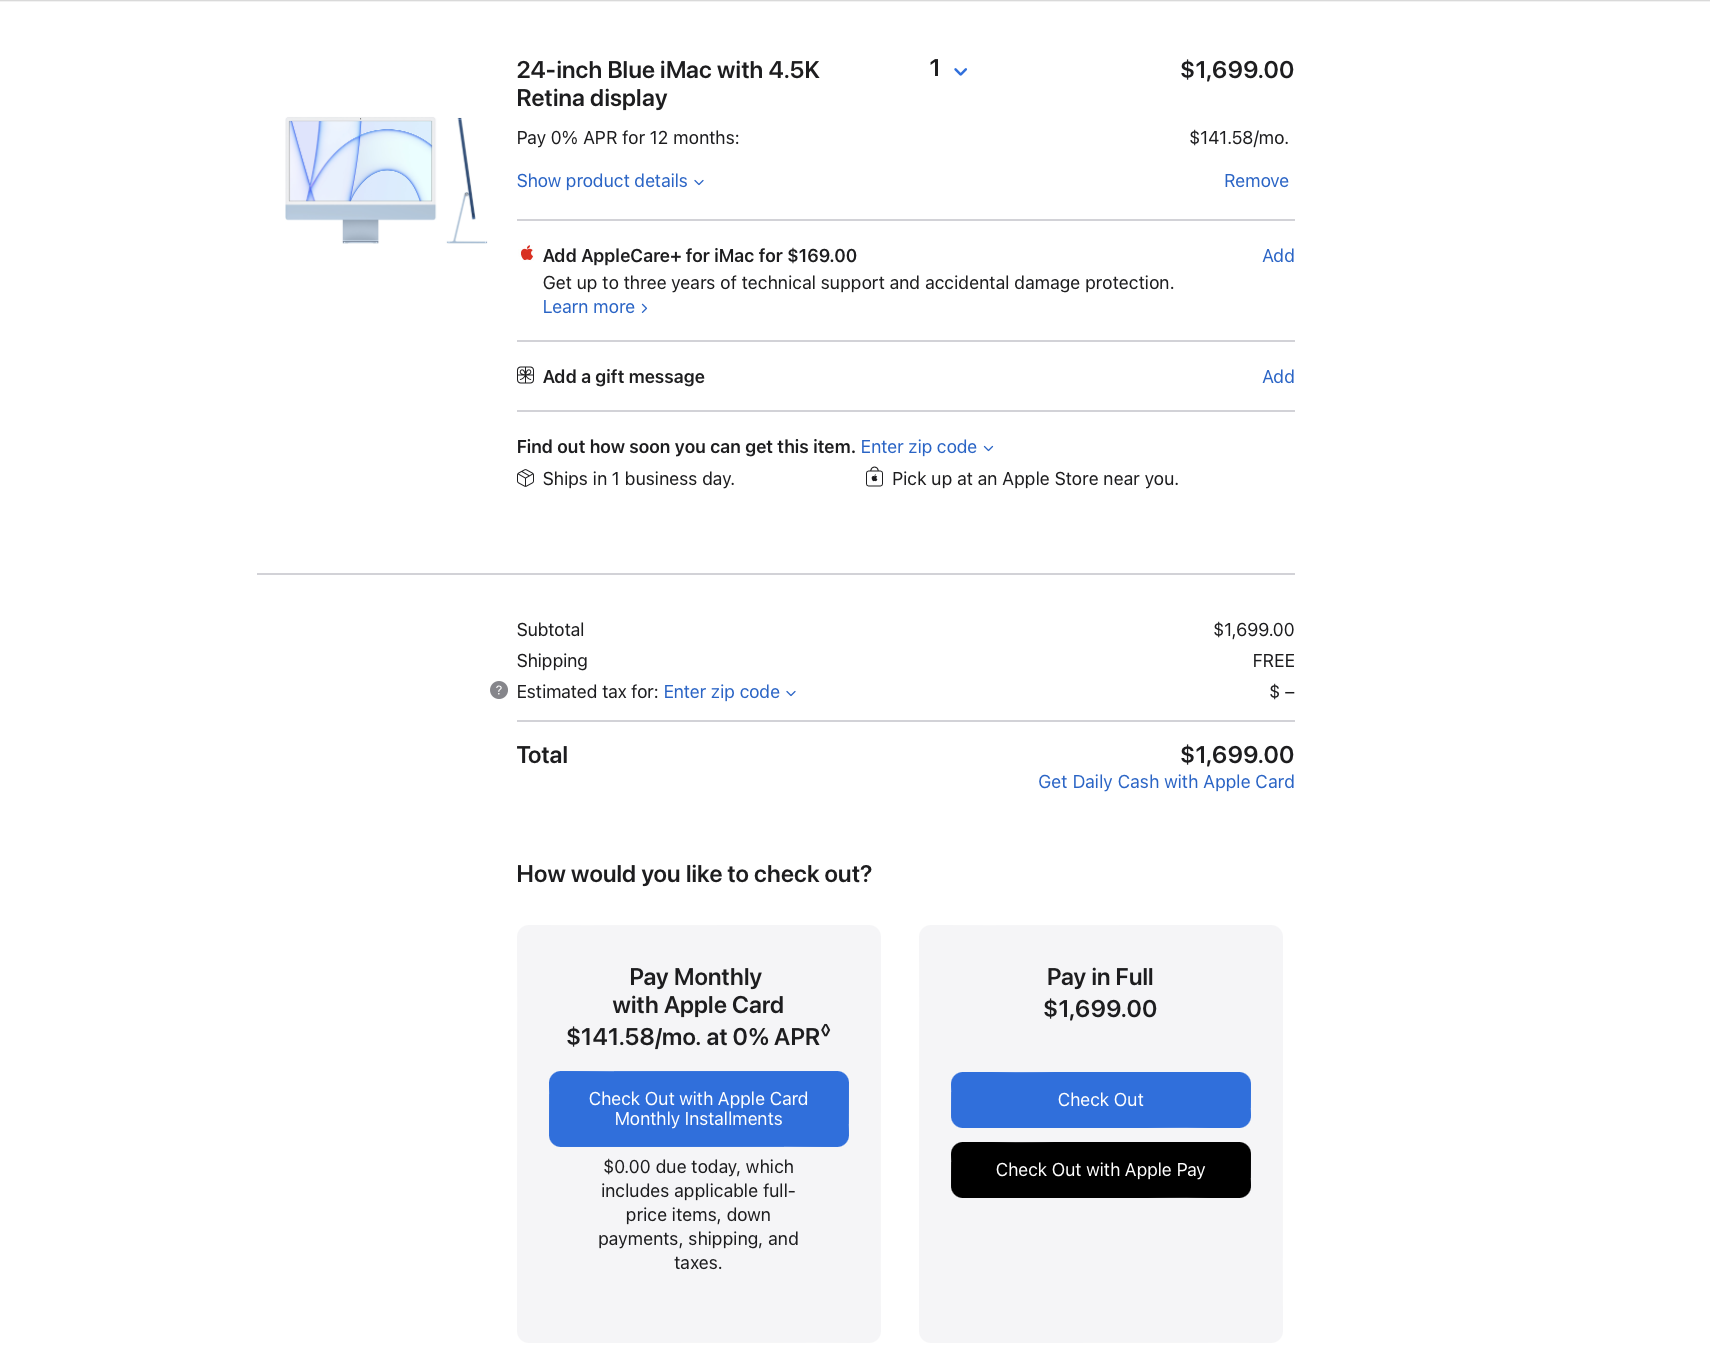 24-inch Blue iMac with 4.5K
Retina display
1
$1,699.00
Pay 0% APR for 12 months:
$141.58/mo.
Show product details
Remove
Add AppleCare+ for iMac for $169.00
Add
Get up to three years of technical support and accidental damage protection.
Learn more
Add a gift message
Add
Find out how soon you can get this item. Enter zip code
Ships in 1 business day.
Pick up at an Apple Store near you.
Subtotal
$1,699.00
Shipping
FREE
? Estimated tax for: Enter zip code
$ –
Total
$1,699.00
Get Daily Cash with Apple Card
How would you like to check out?
Pay Monthly
with Apple Card
$141.58/mo. at 0% APR◊
Check Out with Apple Card
Monthly Installments
$0.00 due today, which
includes applicable full-
price items, down
payments, shipping, and
taxes.
Pay in Full
$1,699.00
Check Out
Check Out with Apple Pay